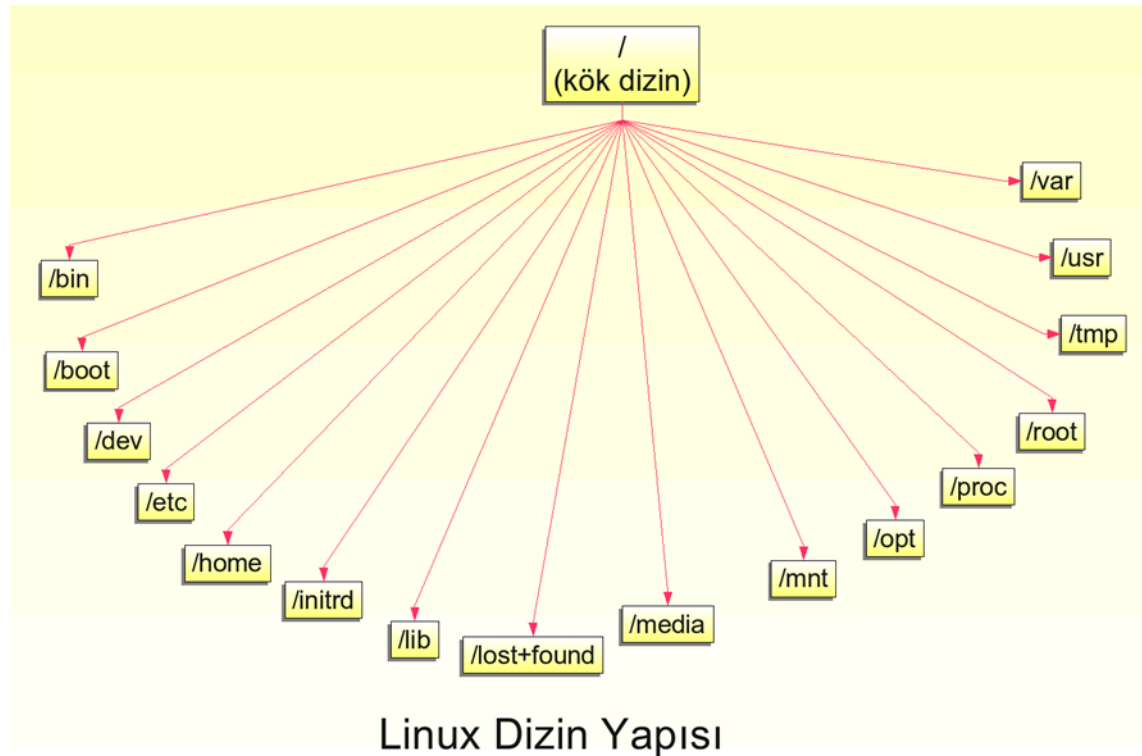 /
(kök dizin)
/var
/usr
/bin
/tmp
/boot
/root
/dev
/proc
/etc
/opt
/home
/mnt
/initrd
/media
/lib
/lost+found
Linux Dizin Yapısı